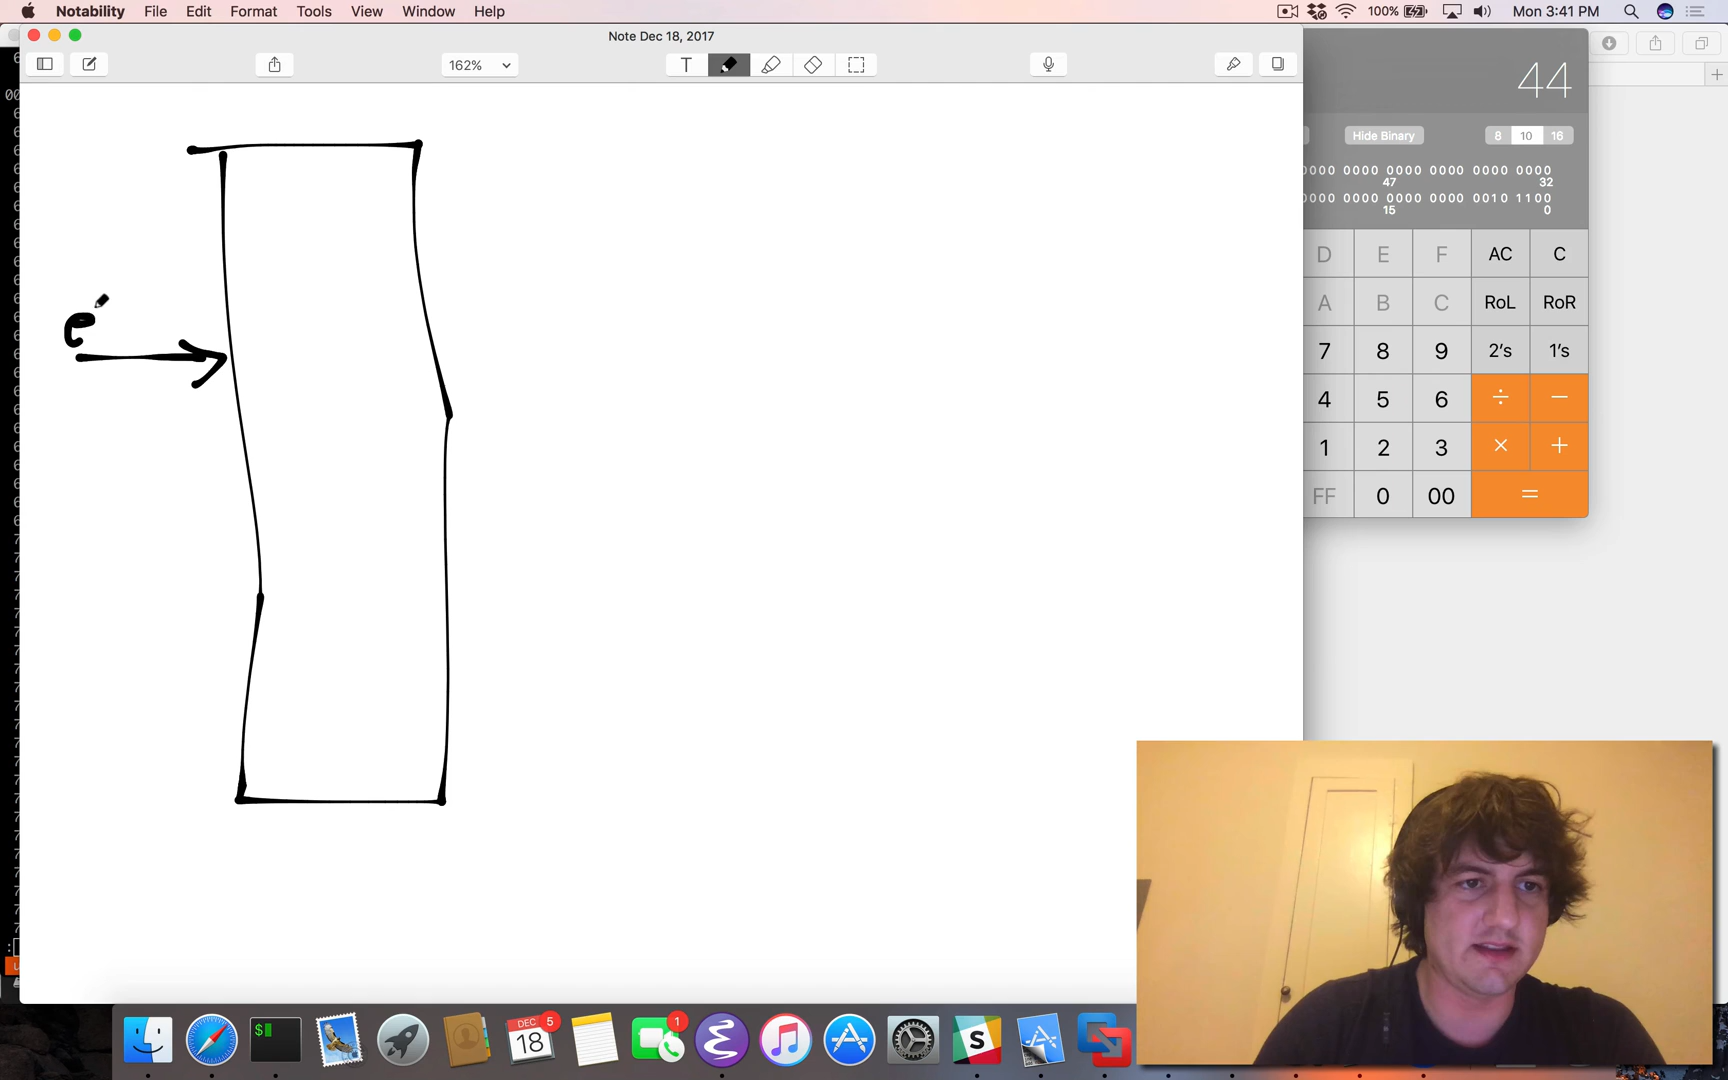 Notability File Edit Format Tools View Window Help 100% Mon 3:41 PM
Note Dec 18, 2017
162% T
e
44
Hide Binary 8 10 16
0000 0000 0000 0000 0000 0000
47 32
0000 0000 0000 0000 0010 1100
15 0
D E F AC C
A B C RoL RoR
7 8 9 2's 1's
4 5 6 ÷ −
1 2 3 × +
FF 0 00 =
DEC 5 1
18
$
S